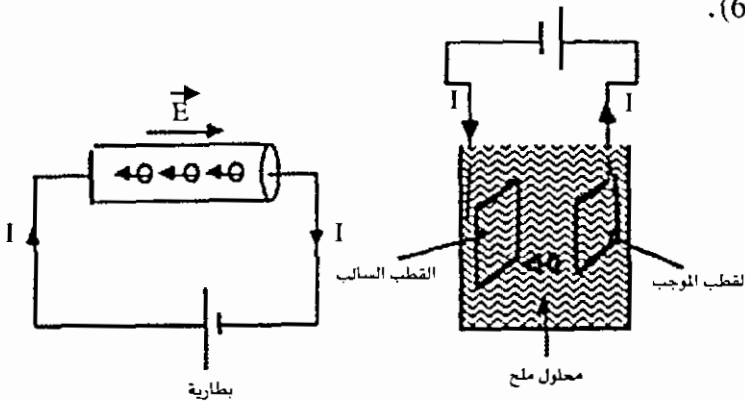 .(6
E
I
I
بطارية
I
I
القطب السالب
لقطب الموجب
محلول ملح